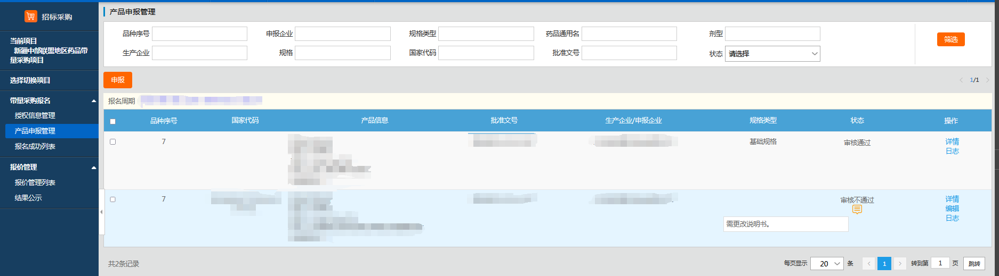 招标采购
当前项目
新疆中部联盟地区药品带
量采购项目
选择切换项目
带量采购报名
授权信息管理
产品申报管理
报名成功列表
报价管理
报价管理列表
结果公示
产品申报管理
品种序号 申报企业 规格类型 药品通用名 剂型
筛选
生产企业 规格 国家代码 批准文号 状态 请选择
申报
1/1
报名周期
品种序号 国家代码 产品信息 批准文号 生产企业/申报企业 规格类型 状态 操作
7 基础规格 审核通过 详情
日志
7 审核不通过 详情
编辑
日志
需更改说明书。
共2条记录
每页显示 20 条 1 转到第 1 页 跳转